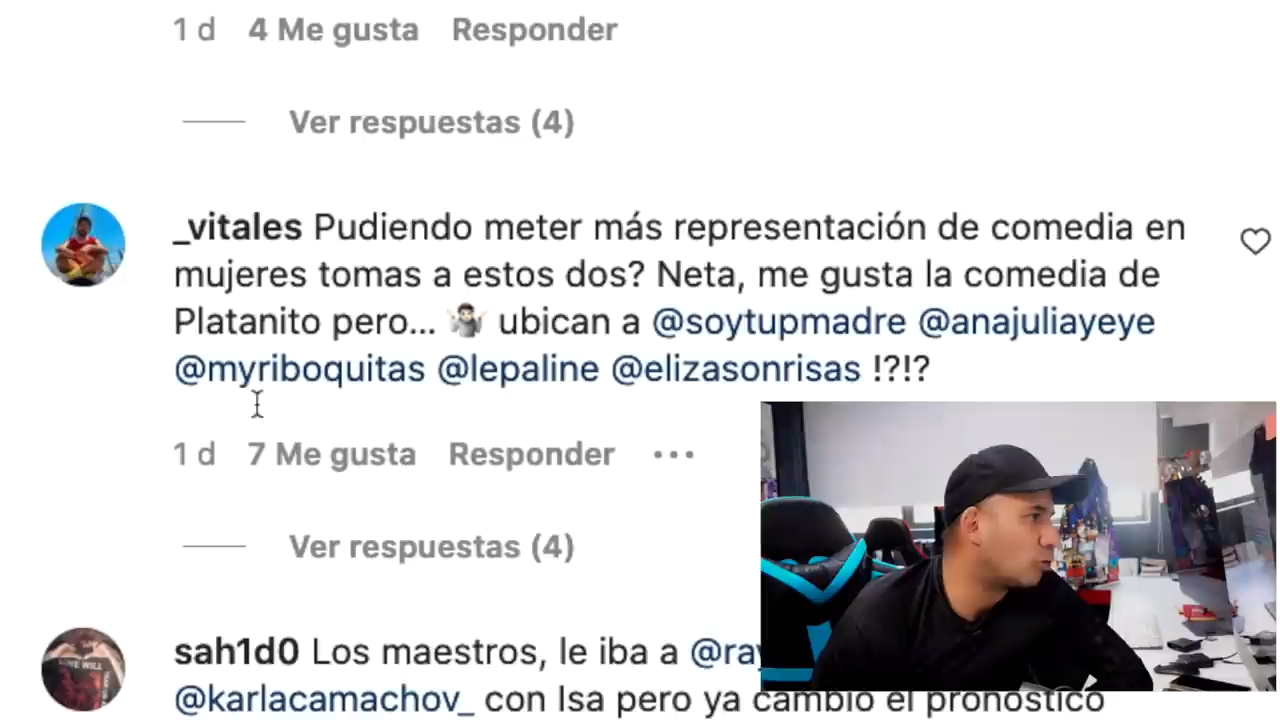 1 d 4 Me gusta Responder
Ver respuestas (4)
_vitales Pudiendo meter más representación de comedia en
mujeres tomas a estos dos? Neta, me gusta la comedia de
Platanito pero... 🤷🏻‍♂️ ubican a @soytupmadre @anajuliayeye
@myriboquitas @lepaline @elizasonrisas !?!?
1 d 7 Me gusta Responder ...
Ver respuestas (4)
sah1d0 Los maestros, le iba a
@karlacamachov_ con Isa pero ya cambio el pronostico